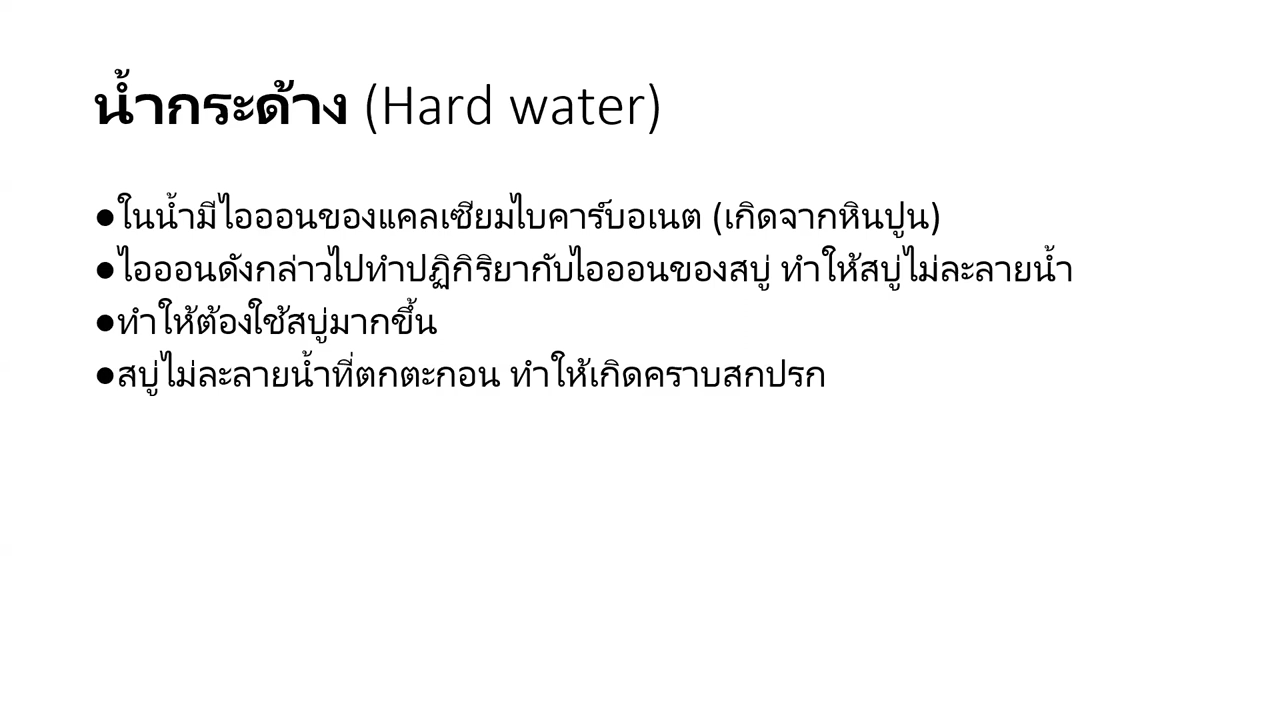 น้ำกระด้าง (Hard water)
●ในน้ำมีไอออนของแคลเซียมไบคาร์บอเนต (เกิดจากหินปูน)
●ไอออนดังกล่าวไปทำปฏิกิริยากับไอออนของสบู่ ทำให้สบู่ไม่ละลายน้ำ
●ทำให้ต้องใช้สบู่มากขึ้น
●สบู่ไม่ละลายน้ำที่ตกตะกอน ทำให้เกิดคราบสกปรก